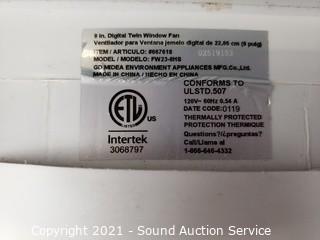 9 in. Digital Twin Window Fan
Ventilador para Ventana jemelo digital de 22,86 cm (9 pulg)
ITEM / ARTICULO: #667618
MODEL / MODELO: FW23-8HB
GD MIDEA ENVIRONMENT APPLIANCES MFG.Co.,Ltd.
MADE IN CHINA / HECHO EN CHINA
02519153
CONFORMS TO
ULSTD.507
120V~ 60Hz 0.54 A
DATE CODE:0119
THERMALLY PROTECTED
PROTECTION THERMIQUE
Questions?/¿preguntas?
Call/Llame al
1-866-646-4332
ETL
US
Intertek
3068797
Copyright 2021 - Sound Auction Service